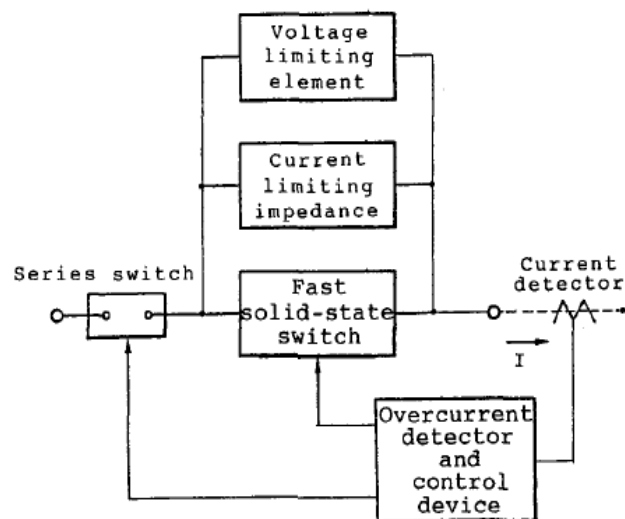 Voltage
limiting
element
Current
limiting
impedance
Series switch
Fast
solid-state
switch
Current
detector
I
Overcurrent
detector
and
control
device